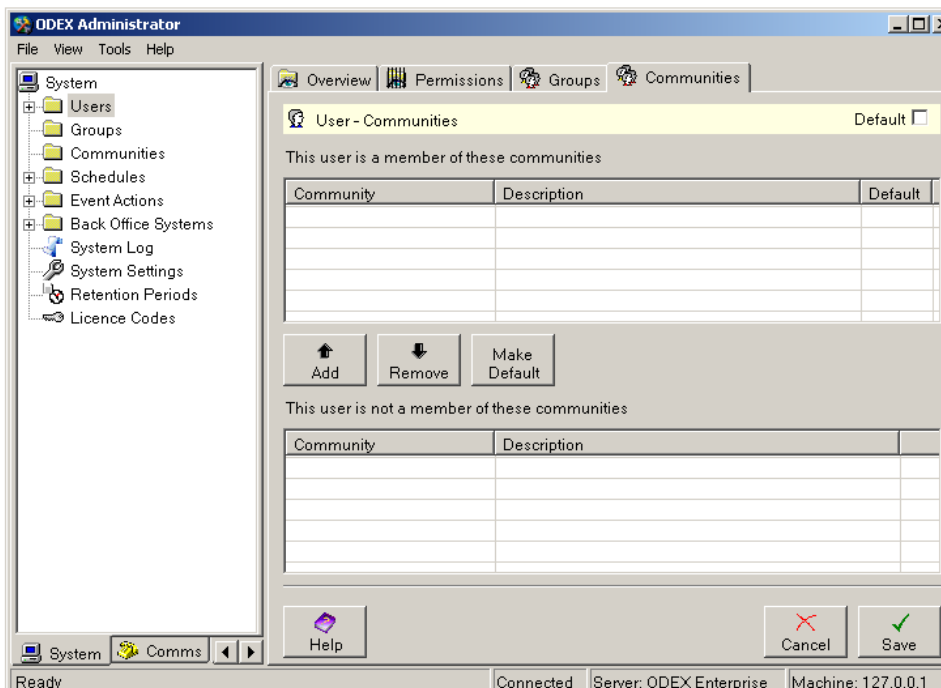 ODEX Administrator
File View Tools Help
System
Users
Groups
Communities
Schedules
Event Actions
Back Office Systems
System Log
System Settings
Retention Periods
Licence Codes
System Comms
Overview Permissions Groups Communities
User - Communities Default
This user is a member of these communities
Community Description Default
Add Remove Make Default
This user is not a member of these communities
Community Description
Help Cancel Save
Ready Connected Server: ODEX Enterprise Machine: 127.0.0.1